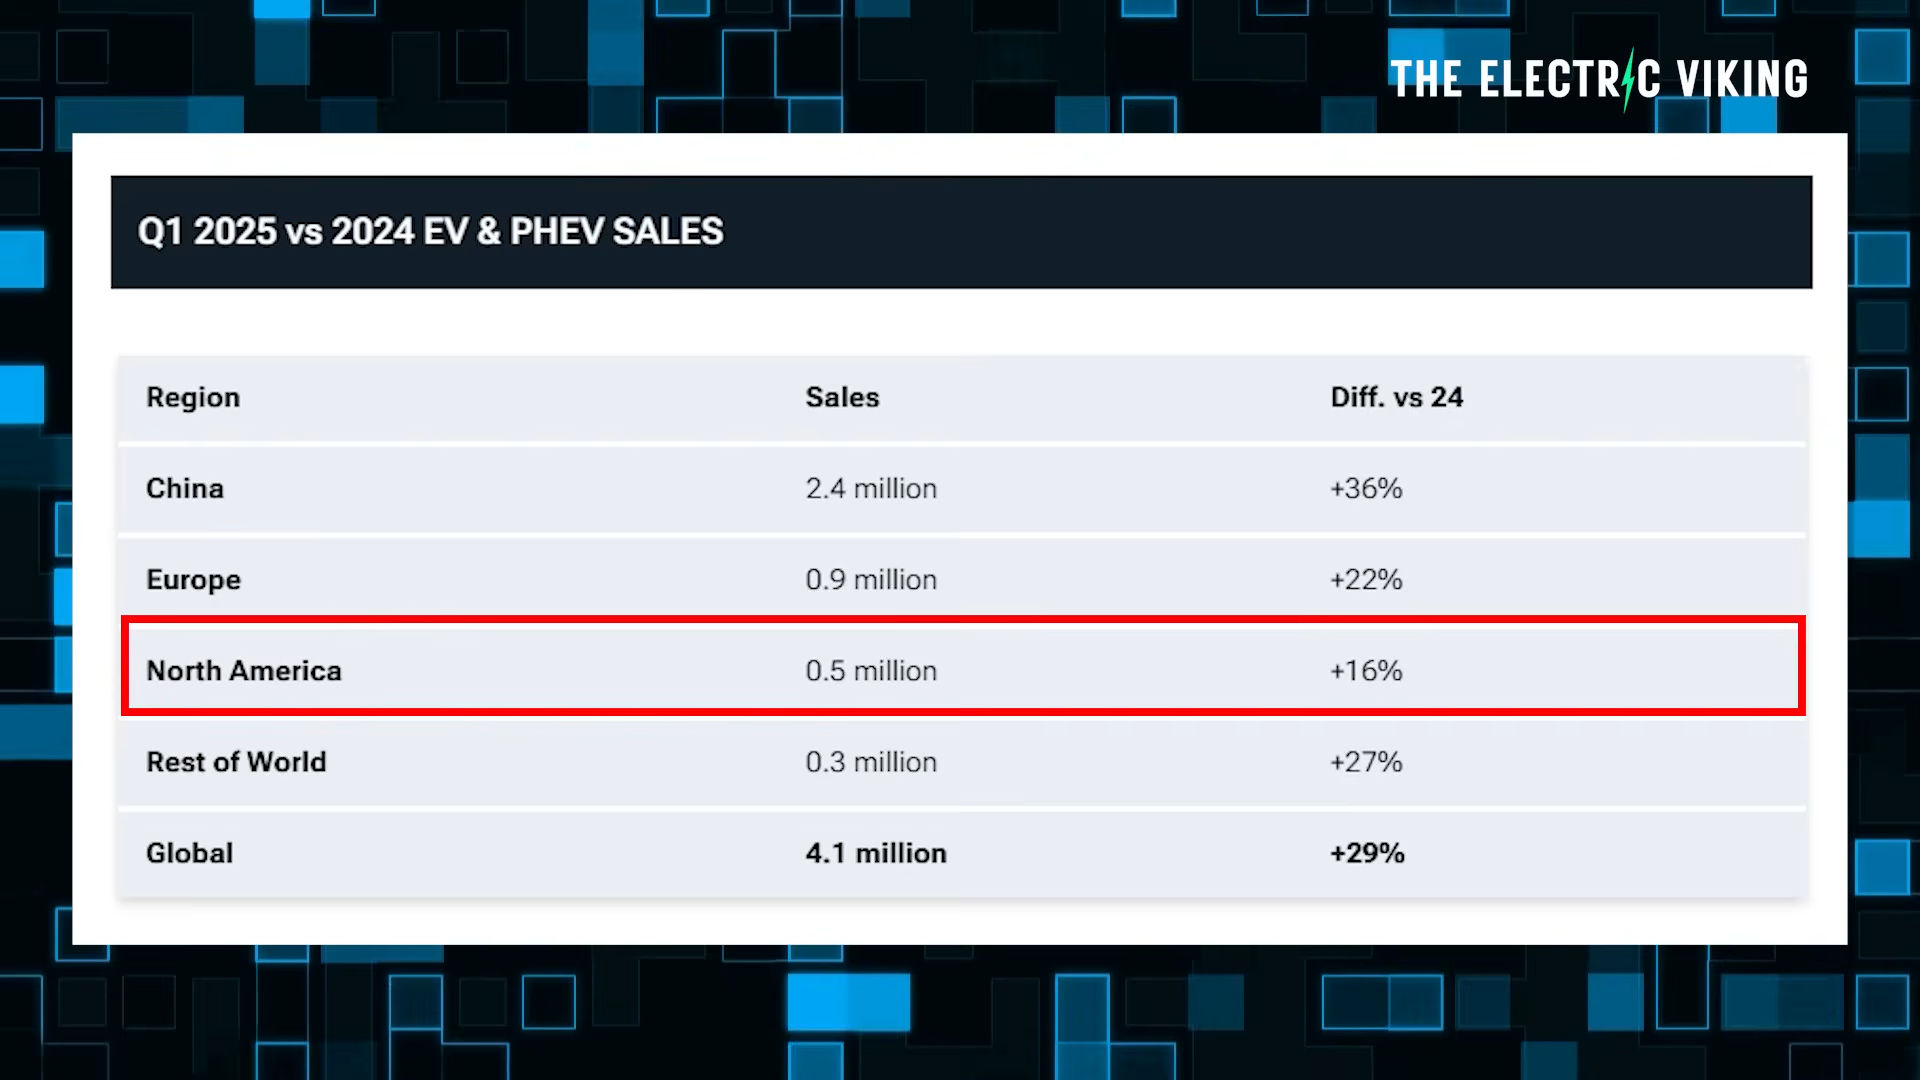 THE ELECTRIC VIKING
Q1 2025 vs 2024 EV & PHEV SALES
Region Sales Diff. vs 24
China 2.4 million +36%
Europe 0.9 million +22%
North America 0.5 million +16%
Rest of World 0.3 million +27%
Global 4.1 million +29%